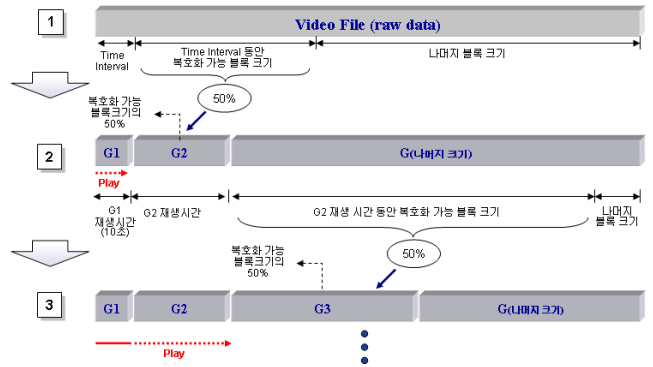 1
Video File (raw data)
Time
Interval
Time Interval 동안
복호화 가능 블록 크기
나머지 블록 크기
50%
복호화 가능
블록크기의
50%
2
G1
G2
G(나머지 크기)
Play
G1
재생시간
(10초)
G2 재생시간
G2 재생 시간 동안 복호화 가능 블록 크기
나머지
블록 크기
50%
복호화 가능
블록크기의
50%
3
G1
G2
G3
G(나머지 크기)
Play